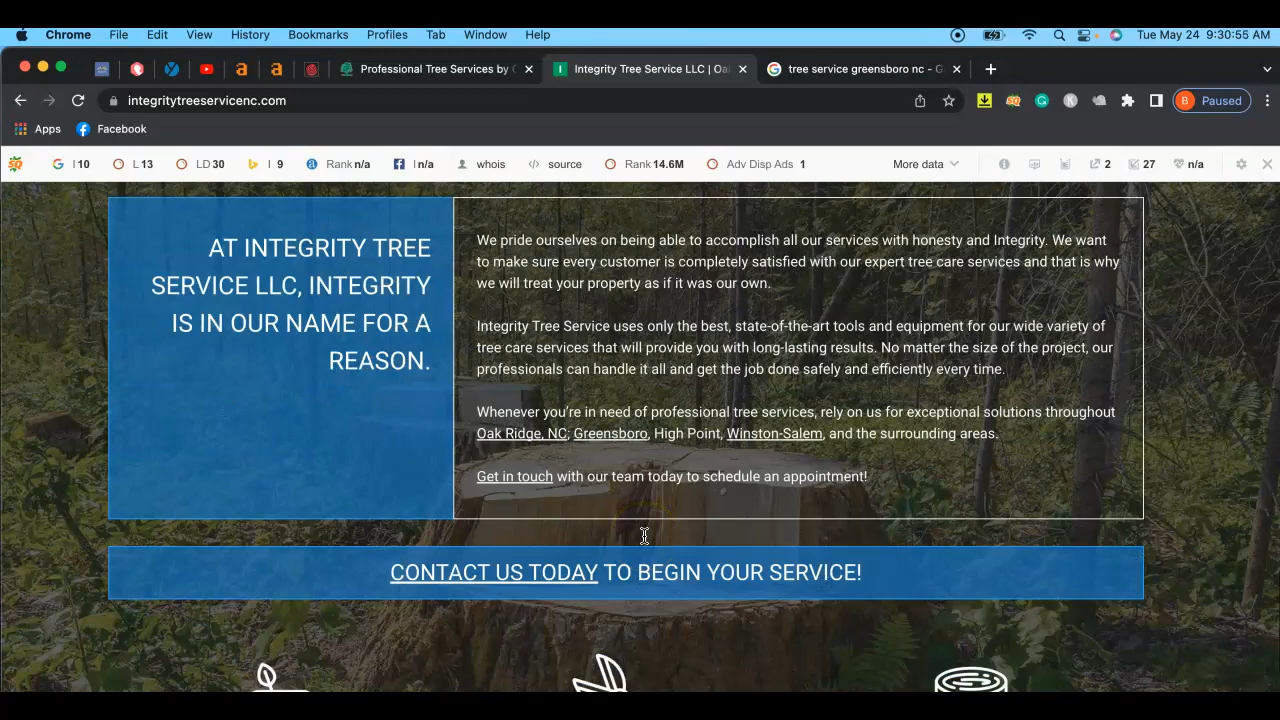 Chrome File Edit View History Bookmarks Profiles Tab Window Help Tue May 24 9:30:55 AM
Professional Tree Services by Integrity Tree Service LLC | Oa tree service greensboro nc - G
integritytreeservicenc.com Paused
Apps Facebook
I 10 L 13 LD 30 I 9 Rank n/a I n/a whois source Rank 14.6M Adv Disp Ads 1 More data 2 27 n/a
AT INTEGRITY TREE
SERVICE LLC, INTEGRITY
IS IN OUR NAME FOR A
REASON.
We pride ourselves on being able to accomplish all our services with honesty and Integrity. We want
to make sure every customer is completely satisfied with our expert tree care services and that is why
we will treat your property as if it was our own.
Integrity Tree Service uses only the best, state-of-the-art tools and equipment for our wide variety of
tree care services that will provide you with long-lasting results. No matter the size of the project, our
professionals can handle it all and get the job done safely and efficiently every time.
Whenever you're in need of professional tree services, rely on us for exceptional solutions throughout
Oak Ridge, NC; Greensboro, High Point, Winston-Salem, and the surrounding areas.
Get in touch with our team today to schedule an appointment!
CONTACT US TODAY TO BEGIN YOUR SERVICE!